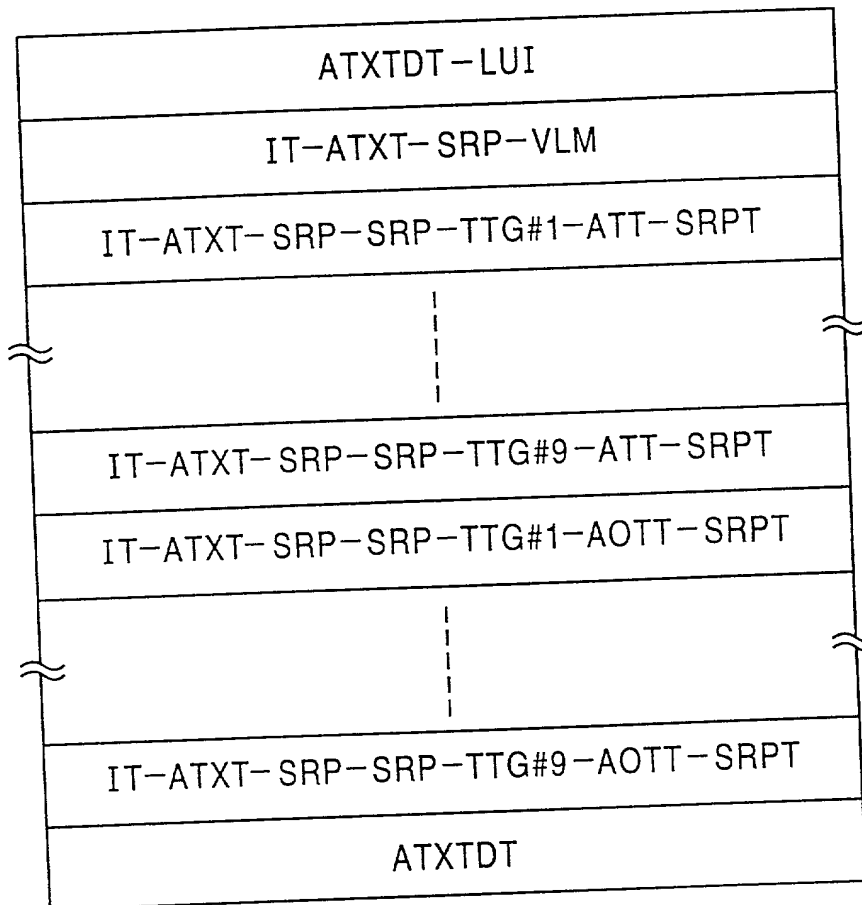 ATXTDT-LUI
IT-ATXT-SRP-VLM
IT-ATXT-SRP-SRP-TTG#1-ATT-SRPT
IT-ATXT-SRP-SRP-TTG#9-ATT-SRPT
IT-ATXT-SRP-SRP-TTG#1-AOTT-SRPT
IT-ATXT-SRP-SRP-TTG#9-AOTT-SRPT
ATXTDT